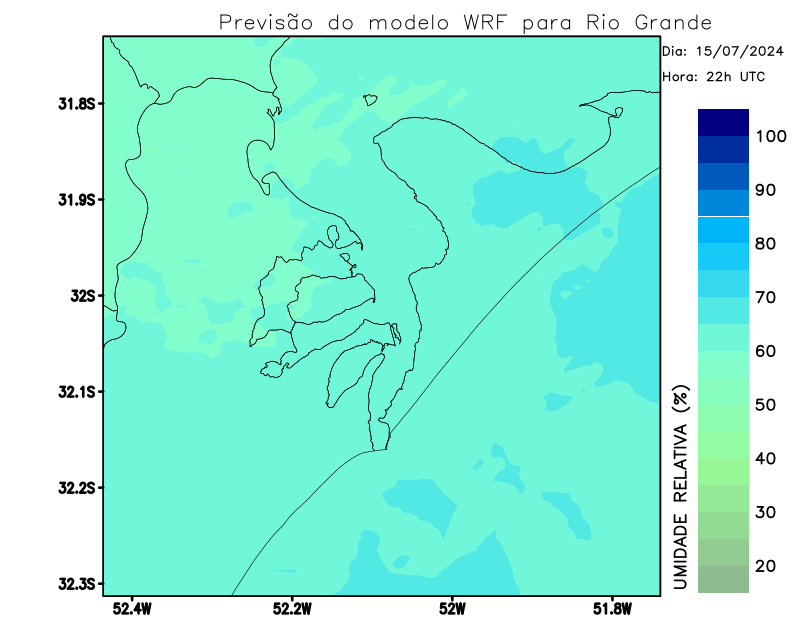 Previsão do modelo WRF para Rio Grande
Dia: 15/07/2024
Hora: 22h UTC
31.8S
31.9S
32S
32.1S
32.2S
32.3S
52.4W
52.2W
52W
51.8W
100
90
80
70
60
50
40
30
20
UMIDADE RELATIVA (%)